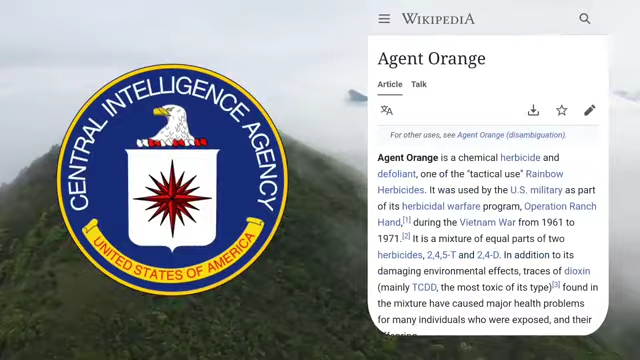 CENTRAL INTELLIGENCE AGENCY
UNITED STATES OF AMERICA
WIKIPEDIA
Agent Orange
Article Talk
For other uses, see Agent Orange (disambiguation).
Agent Orange is a chemical herbicide and
defoliant, one of the "tactical use" Rainbow
Herbicides. It was used by the U.S. military as part
of its herbicidal warfare program, Operation Ranch
Hand,[1] during the Vietnam War from 1961 to
1971.[2] It is a mixture of equal parts of two
herbicides, 2,4,5-T and 2,4-D. In addition to its
damaging environmental effects, traces of dioxin
(mainly TCDD, the most toxic of its type)[3] found in
the mixture have caused major health problems
for many individuals who were exposed, and their